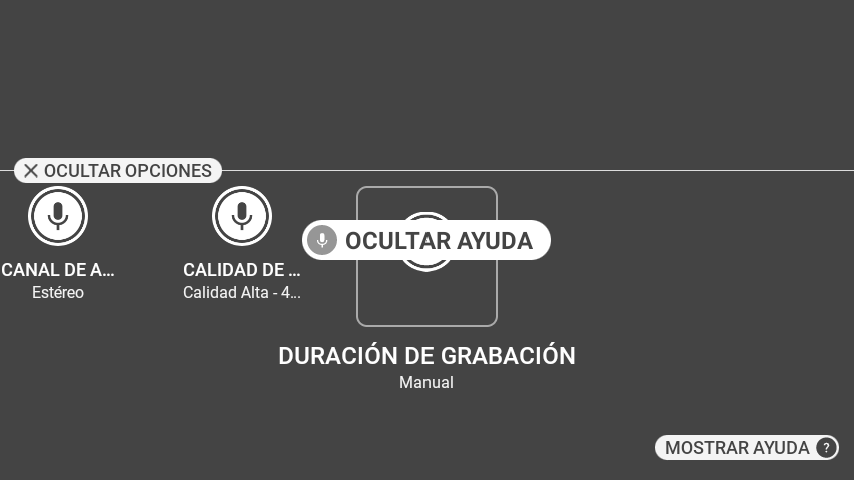 OCULTAR OPCIONES
OCULTAR AYUDA
CANAL DE A...
Estéreo
CALIDAD DE ...
Calidad Alta - 4...
DURACIÓN DE GRABACIÓN
Manual
MOSTRAR AYUDA ?